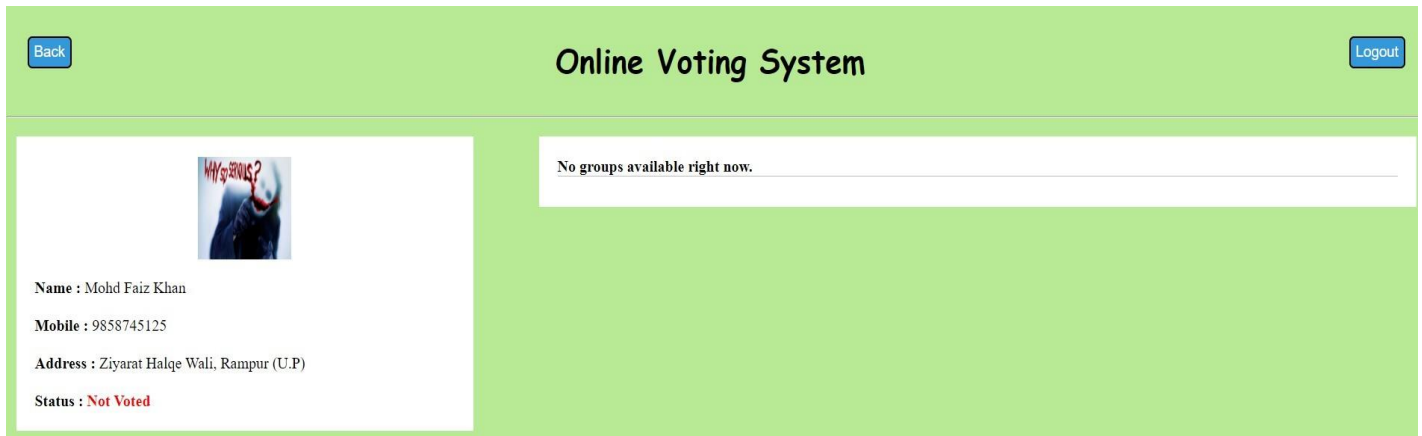 Back
Online Voting System
Logout
WHY SO SERIOUS?
Name : Mohd Faiz Khan
Mobile : 9858745125
Address : Ziyarat Halqe Wali, Rampur (U.P)
Status : Not Voted
No groups available right now.